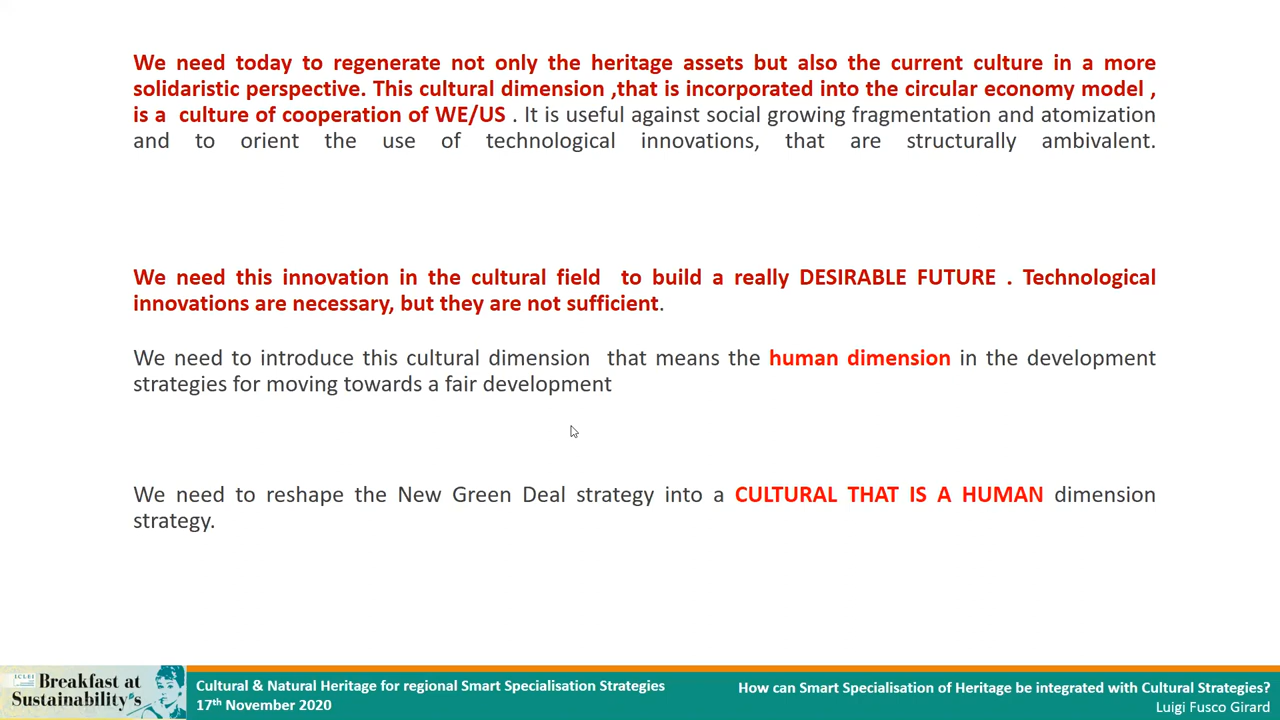 We need today to regenerate not only the heritage assets but also the current culture in a more
solidaristic perspective. This cultural dimension ,that is incorporated into the circular economy model ,
is a culture of cooperation of WE/US . It is useful against social growing fragmentation and atomization
and to orient the use of technological innovations, that are structurally ambivalent.
We need this innovation in the cultural field to build a really DESIRABLE FUTURE . Technological
innovations are necessary, but they are not sufficient.
We need to introduce this cultural dimension that means the human dimension in the development
strategies for moving towards a fair development
We need to reshape the New Green Deal strategy into a CULTURAL THAT IS A HUMAN dimension
strategy.
ICLEI
Breakfast at
Sustainability's
Cultural & Natural Heritage for regional Smart Specialisation Strategies
17th November 2020
How can Smart Specialisation of Heritage be integrated with Cultural Strategies?
Luigi Fusco Girard